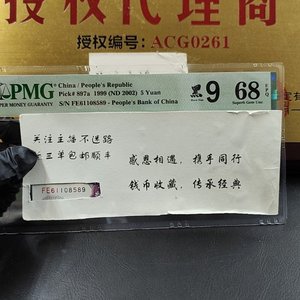 授权代理商
授权编号：ACG0261
PMG
PAPER MONEY GUARANTY
China / People's Republic
Pick# 897a 1999 (ND 2002) 5 Yuan
S/N FE61108589 - People's Bank of China
黑9
68 EPQ
Superb Gem Unc
关注主播不迷路
三单包邮顺丰
感恩相遇，携手同行
钱币收藏，传承经典
FE61108589